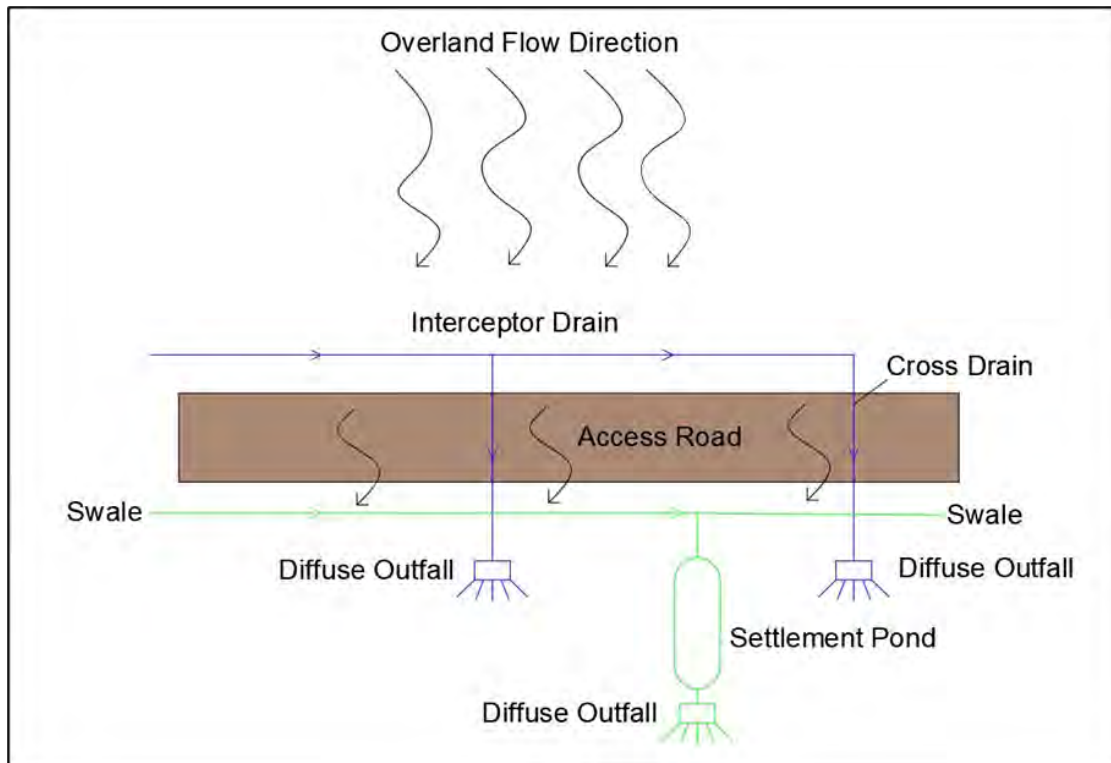 Overland Flow Direction
Interceptor Drain
Cross Drain
Access Road
Swale
Swale
Diffuse Outfall
Diffuse Outfall
Settlement Pond
Diffuse Outfall